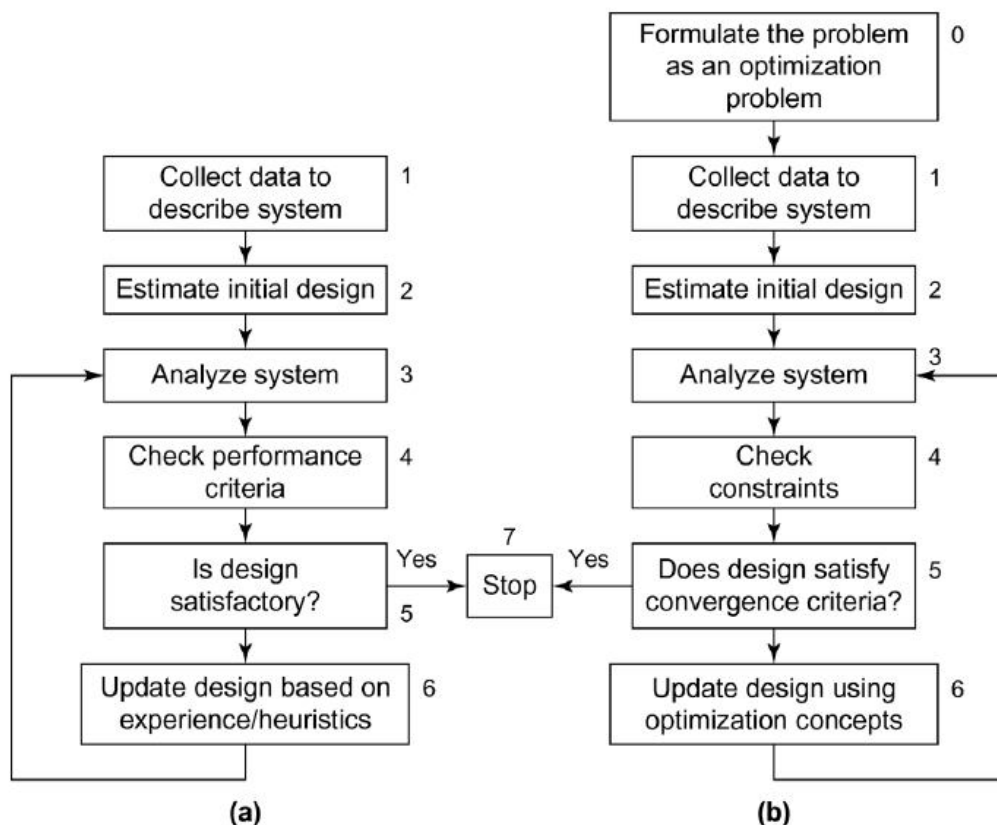 Formulate the problem
as an optimization
problem
0
Collect data to
describe system
1
Estimate initial design
2
Analyze system
3
Check performance
criteria
4
Is design
satisfactory?
5
Yes
Update design based on
experience/heuristics
6
(a)
7
Stop
Collect data to
describe system
1
Estimate initial design
2
Analyze system
3
Check
constraints
4
Yes
Does design satisfy
convergence criteria?
5
Update design using
optimization concepts
6
(b)